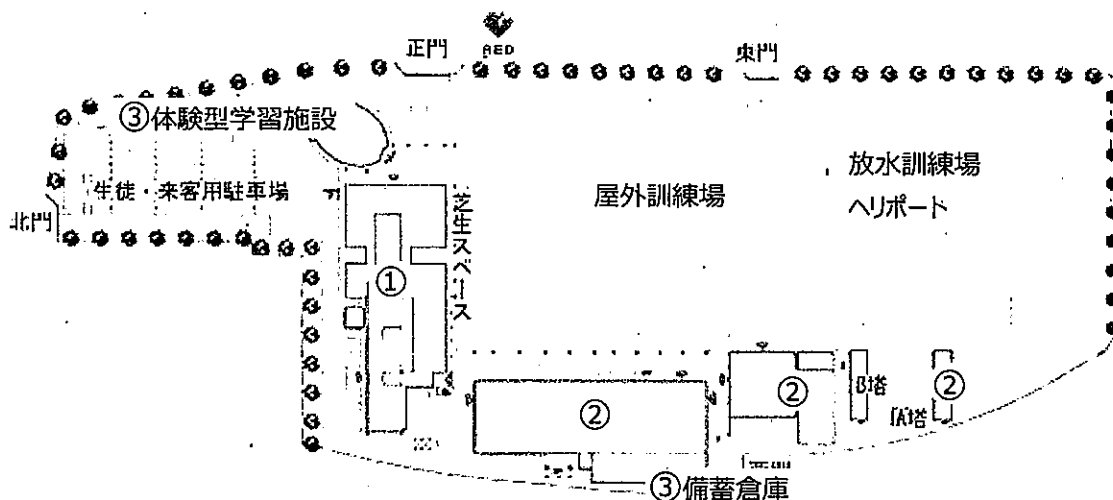 正門
AED
東門
③体験型学習施設
生徒・来客用駐車場
北門
芝生スペース
屋外訓練場
放水訓練場
ヘリポート
①
②
②
B塔
(A)塔
②
③備蓄倉庫